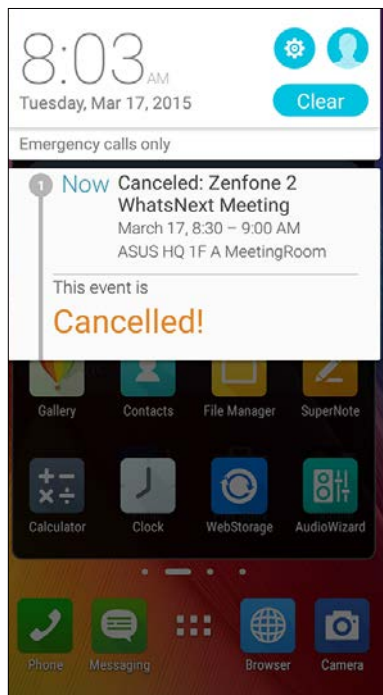 8:03 AM
Tuesday, Mar 17, 2015
Clear
Emergency calls only
1 Now Canceled: Zenfone 2
WhatsNext Meeting
March 17, 8:30 – 9:00 AM
ASUS HQ 1F A MeetingRoom
This event is
Cancelled!
Gallery Contacts File Manager SuperNote
Calculator Clock WebStorage AudioWizard
Phone Messaging Browser Camera